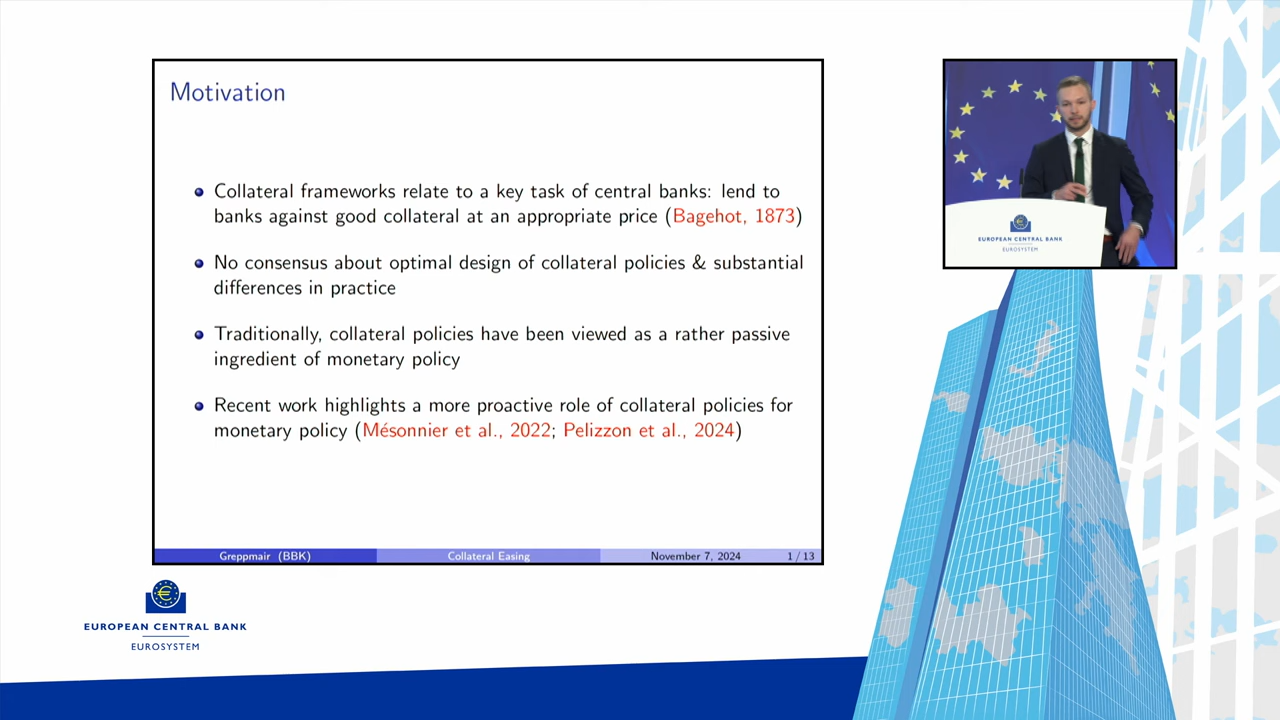 Motivation
Collateral frameworks relate to a key task of central banks: lend to
banks against good collateral at an appropriate price (Bagehot, 1873)
No consensus about optimal design of collateral policies & substantial
differences in practice
Traditionally, collateral policies have been viewed as a rather passive
ingredient of monetary policy
Recent work highlights a more proactive role of collateral policies for
monetary policy (Mésonnier et al., 2022; Pelizzon et al., 2024)
Greppmair (BBK) Collateral Easing November 7, 2024 1 / 13
EUROPEAN CENTRAL BANK
EUROSYSTEM
EUROPEAN CENTRAL BANK
EUROSYSTEM